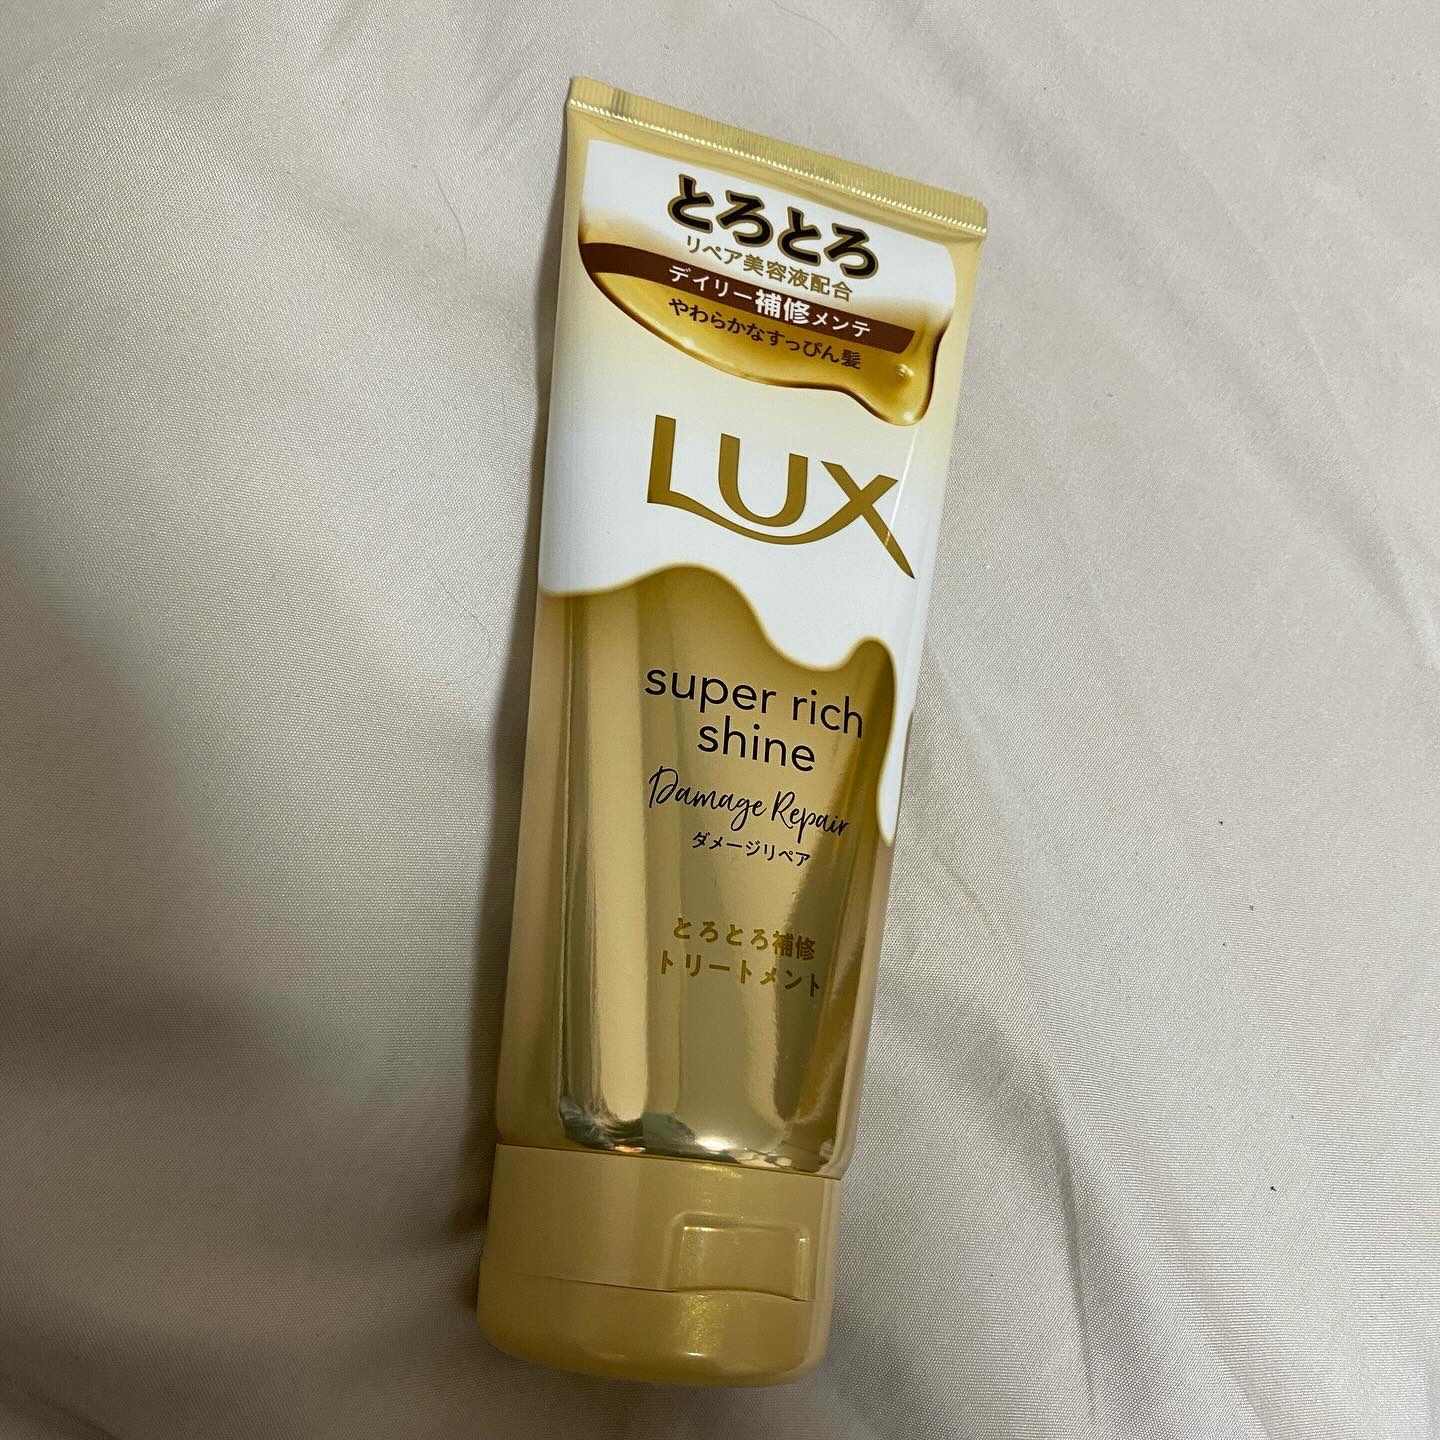 とろとろ
リペア美容液配合
デイリー補修メンテ
やわらかなすっぴん髪
LUX
super rich
shine
Damage Repair
ダメージリペア
とろとろ補修
トリートメント